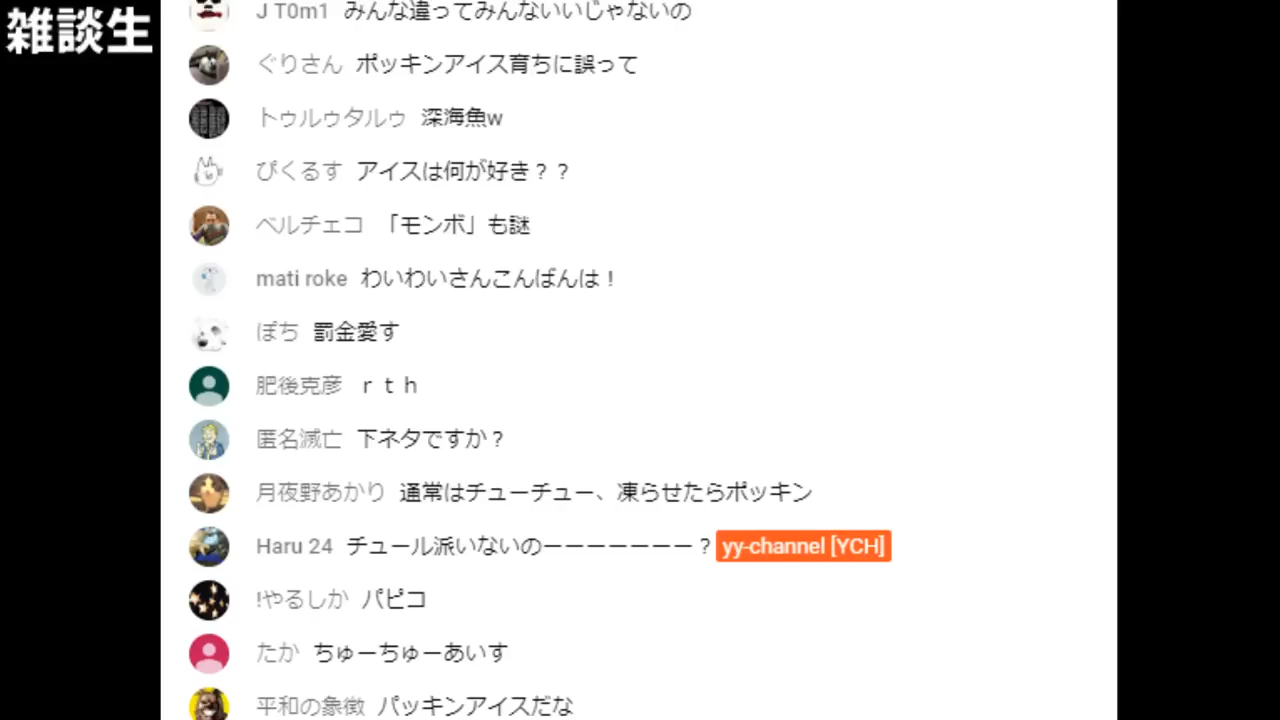 雑談生
J T0m1 みんな違ってみんないいじゃないの
ぐりさん ポッキンアイス育ちに誤って
トゥルゥタルゥ 深海魚w
ぴくるす アイスは何が好き？？
ベルチェコ 「モンボ」も謎
mati roke わいわいさんこんばんは！
ぽち 罰金愛す
肥後克彦 ｒｔｈ
匿名滅亡 下ネタですか？
月夜野あかり 通常はチューチュー、凍らせたらポッキン
Haru 24 チュール派いないのーーーーーーー？yy-channel [YCH]
!やるしか パピコ
たか ちゅーちゅーあいす
平和の象徴 パッキンアイスだな